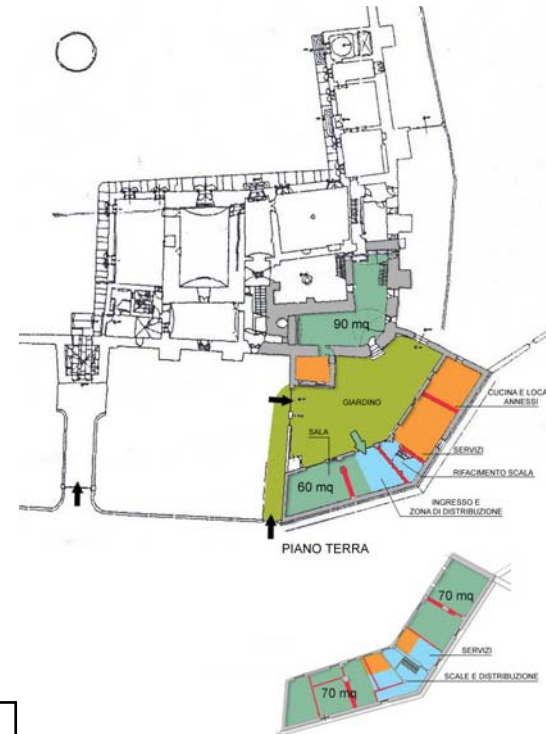 90 mq
CUCINA E LOCA
ANNESSI
GIARDINO
SALA
SERVIZI
RIFACIMENTO SCALA
60 mq
INGRESSO E
ZONA DI DISTRIBUZIONE
PIANO TERRA
70 mq
SERVIZI
SCALE E DISTRIBUZIONE
70 mq